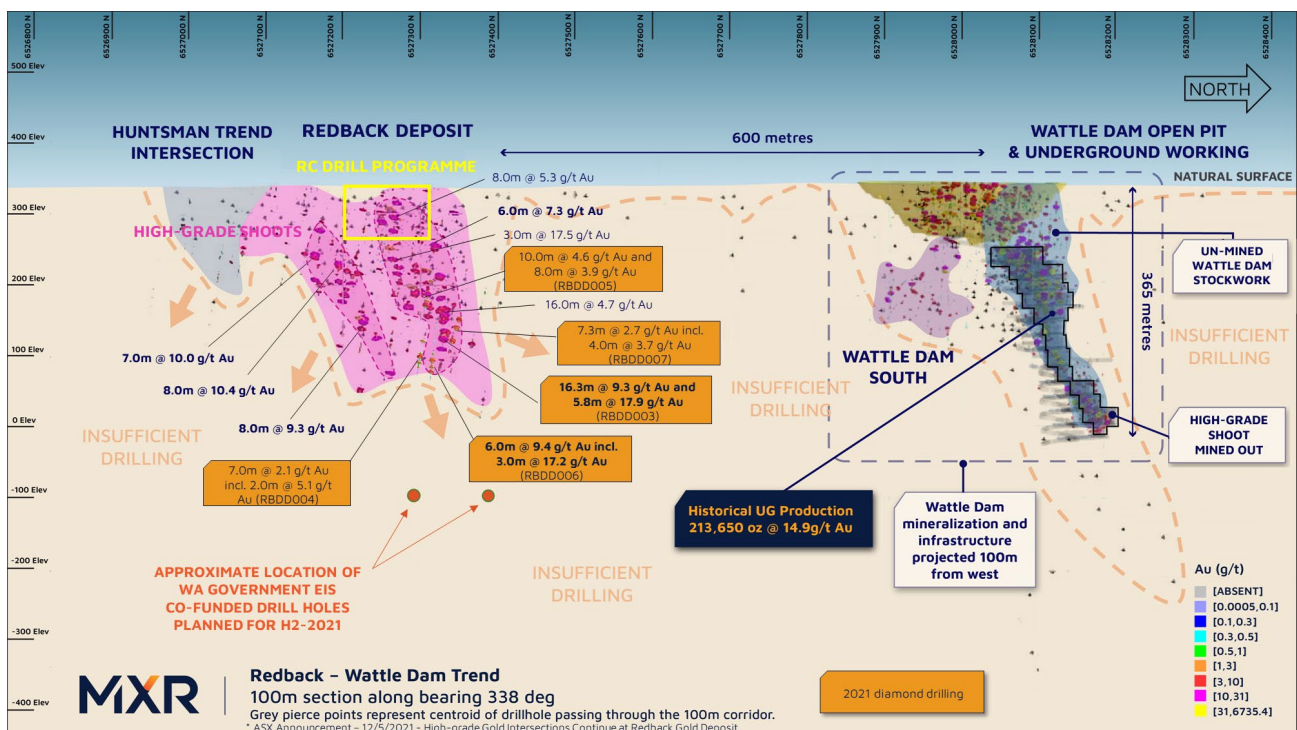 6526800 N
6526900 N
6527000 N
6527100 N
6527200 N
6527300 N
6527400 N
6527500 N
6527600 N
6527700 N
6527800 N
6527900 N
6528000 N
6528100 N
6528200 N
6528300 N
6528400 N
500 Elev
400 Elev
300 Elev
200 Elev
100 Elev
0 Elev
-100 Elev
-200 Elev
-300 Elev
-400 Elev
NORTH
HUNTSMAN TREND
INTERSECTION
REDBACK DEPOSIT
RC DRILL PROGRAMME
600 metres
WATTLE DAM OPEN PIT
& UNDERGROUND WORKING
NATURAL SURFACE
HIGH-GRADE SHOOTS
8.0m @ 5.3 g/t Au
6.0m @ 7.3 g/t Au
3.0m @ 17.5 g/t Au
10.0m @ 4.6 g/t Au and
8.0m @ 3.9 g/t Au
(RBDD005)
16.0m @ 4.7 g/t Au
7.3m @ 2.7 g/t Au incl.
4.0m @ 3.7 g/t Au
(RBDD007)
16.3m @ 9.3 g/t Au and
5.8m @ 17.9 g/t Au
(RBDD003)
6.0m @ 9.4 g/t Au incl.
3.0m @ 17.2 g/t Au
(RBDD006)
7.0m @ 10.0 g/t Au
8.0m @ 10.4 g/t Au
8.0m @ 9.3 g/t Au
7.0m @ 2.1 g/t Au
incl. 2.0m @ 5.1 g/t
Au (RBDD004)
INSUFFICIENT
DRILLING
APPROXIMATE LOCATION OF
WA GOVERNMENT EIS
CO-FUNDED DRILL HOLES
PLANNED FOR H2-2021
INSUFFICIENT
DRILLING
INSUFFICIENT
DRILLING
WATTLE DAM
SOUTH
365 metres
UN-MINED
WATTLE DAM
STOCKWORK
INSUFFICIENT
DRILLING
HIGH-GRADE
SHOOT
MINED OUT
Historical UG Production
213,650 oz @ 14.9g/t Au
Wattle Dam
mineralization and
infrastructure
projected 100m
from west
Au (g/t)
[ABSENT]
[0.0005,0.1]
[0.1,0.3]
[0.3,0.5]
[0.5,1]
[1,3]
[3,10]
[10,31]
[31,6735.4]
2021 diamond drilling
MXR
Redback – Wattle Dam Trend
100m section along bearing 338 deg
Grey pierce points represent centroid of drillhole passing through the 100m corridor.
* ASX Announcement – 12/5/2021 - High-grade Gold Intersections Continue at Redback Gold Deposit